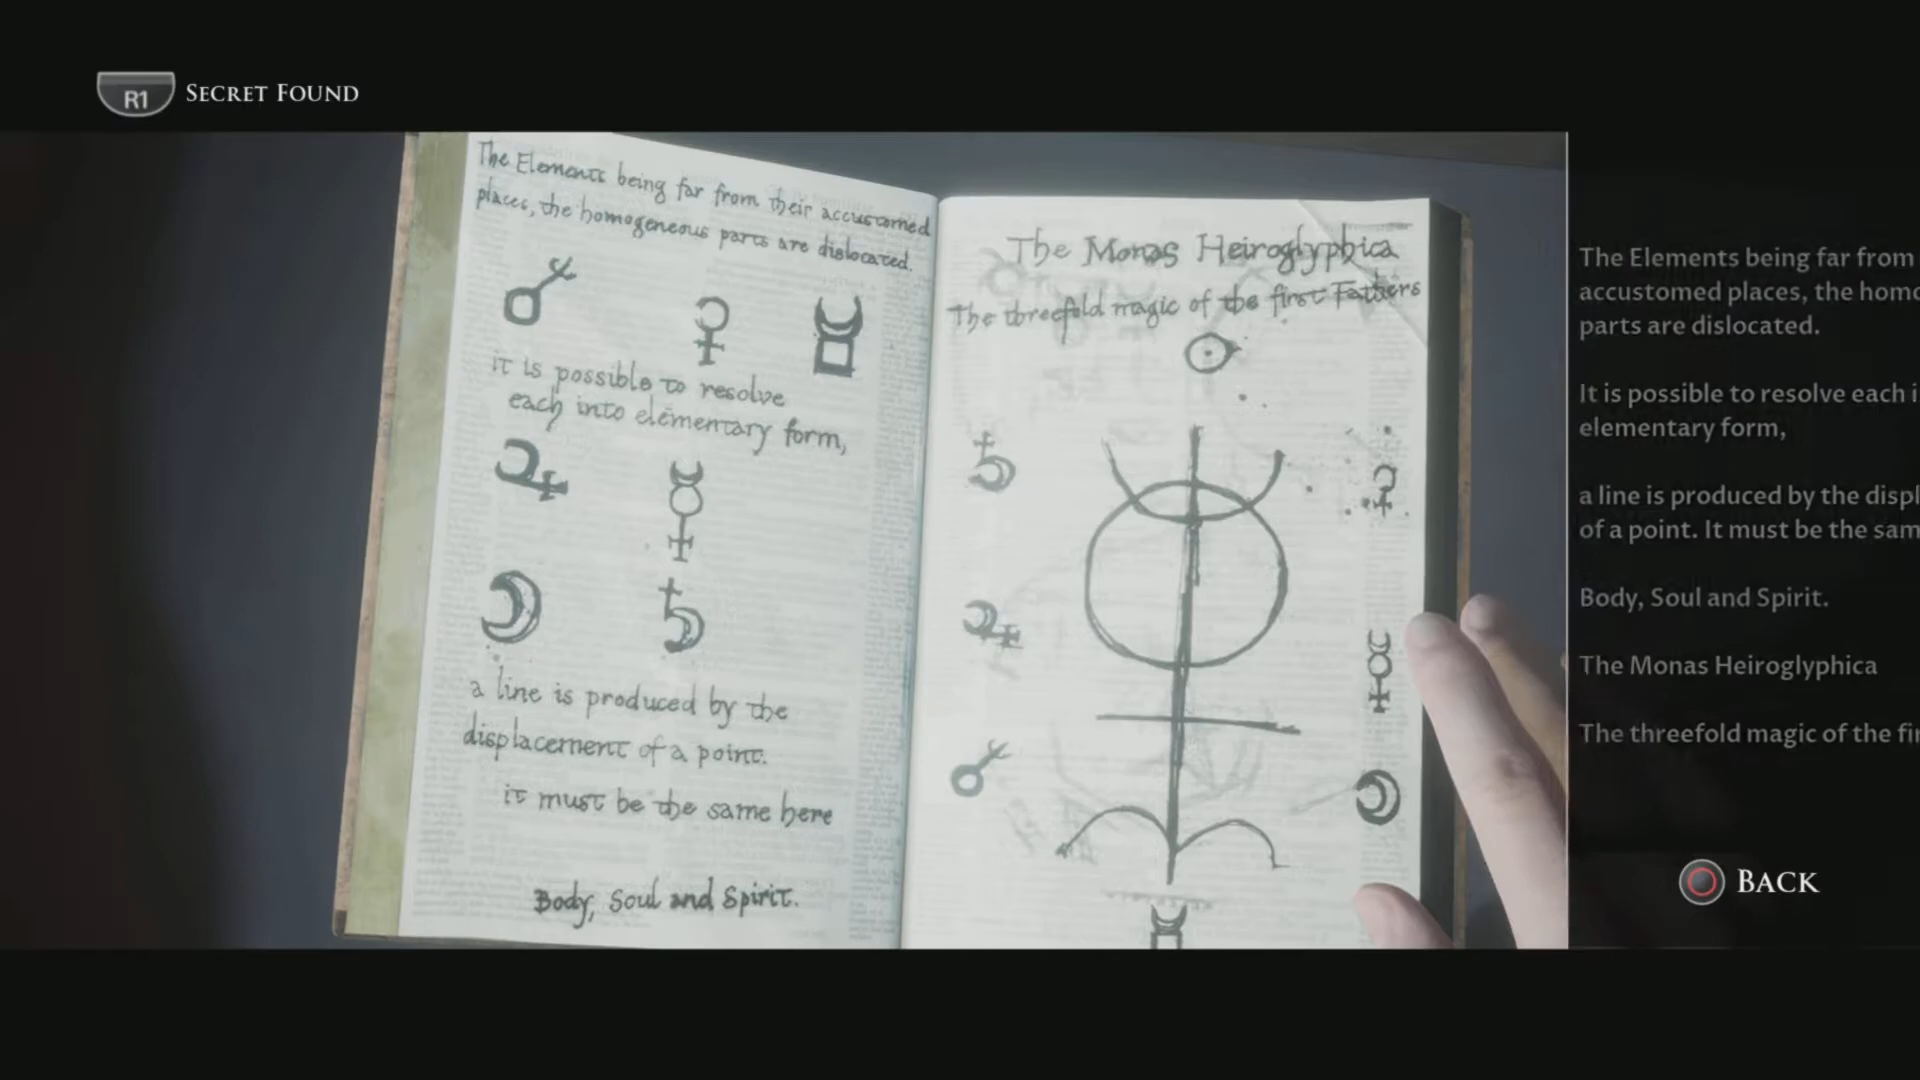 R1 SECRET FOUND
The Elements being far from their accustomed
places, the homogeneous parts are dislocated.
it is possible to resolve
each into elementary form,
a line is produced by the
displacement of a point.
it must be the same here
Body, Soul and Spirit.
The Monas Heiroglyphica
The threefold magic of the first Fathers
The Elements being far from
accustomed places, the homo
parts are dislocated.
It is possible to resolve each i
elementary form,
a line is produced by the displ
of a point. It must be the sam
Body, Soul and Spirit.
The Monas Heiroglyphica
The threefold magic of the fir
BACK